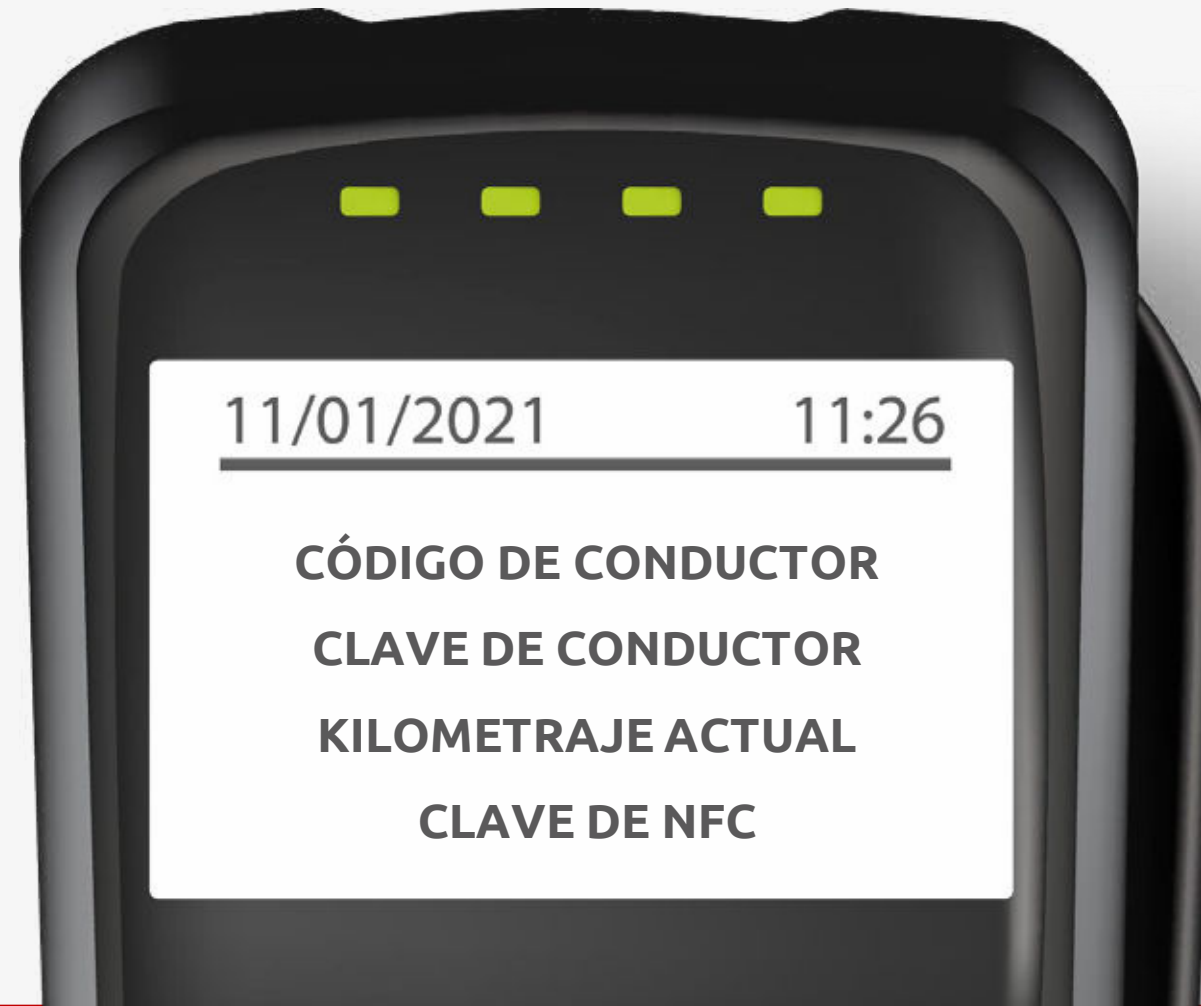 11/01/2021 11:26
CÓDIGO DE CONDUCTOR
CLAVE DE CONDUCTOR
KILOMETRAJE ACTUAL
CLAVE DE NFC